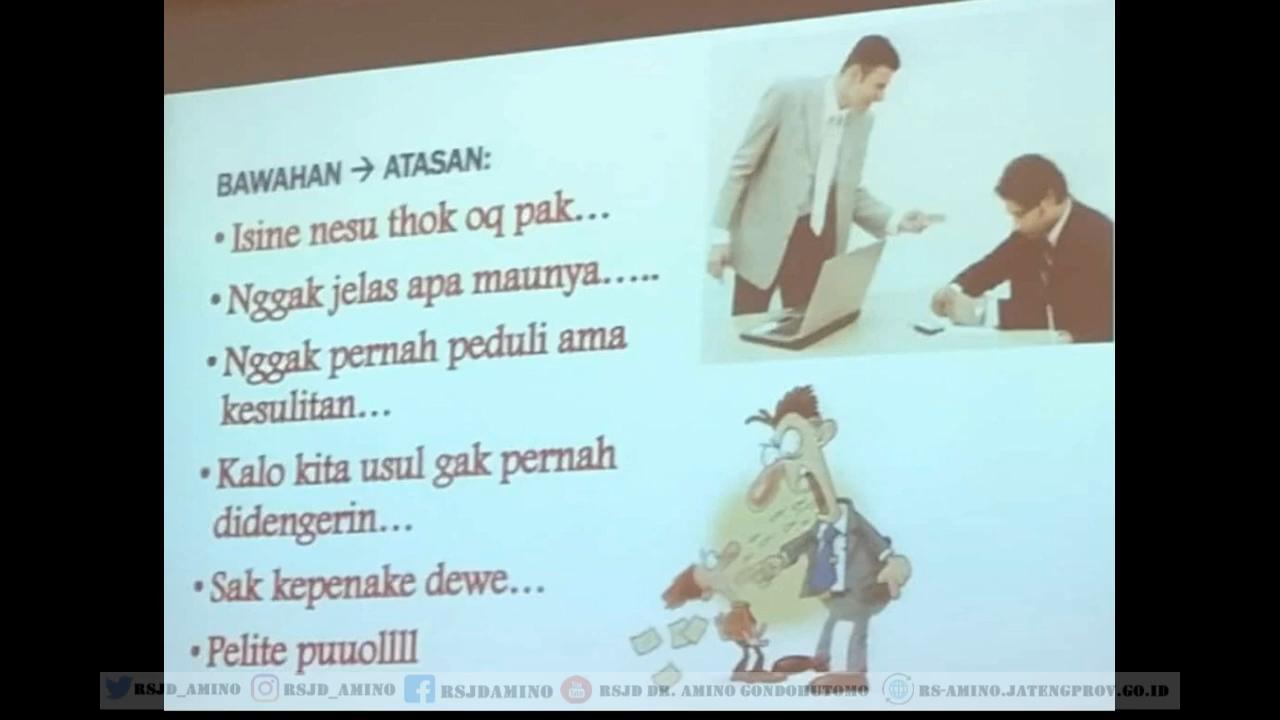 BAWAHAN → ATASAN:
• Isine nesu thok oq pak...
• Nggak jelas apa maunya.....
• Nggak pernah peduli ama
kesulitan...
• Kalo kita usul gak pernah
didengerin...
• Sak kepenake dewe...
• Pelite puuollll
RSJD_AMINO RSJD_AMINO RSJDAMINO RSJD DR. AMINO GONDOHUTOMO RS-AMINO.JATENGPROV.GO.ID